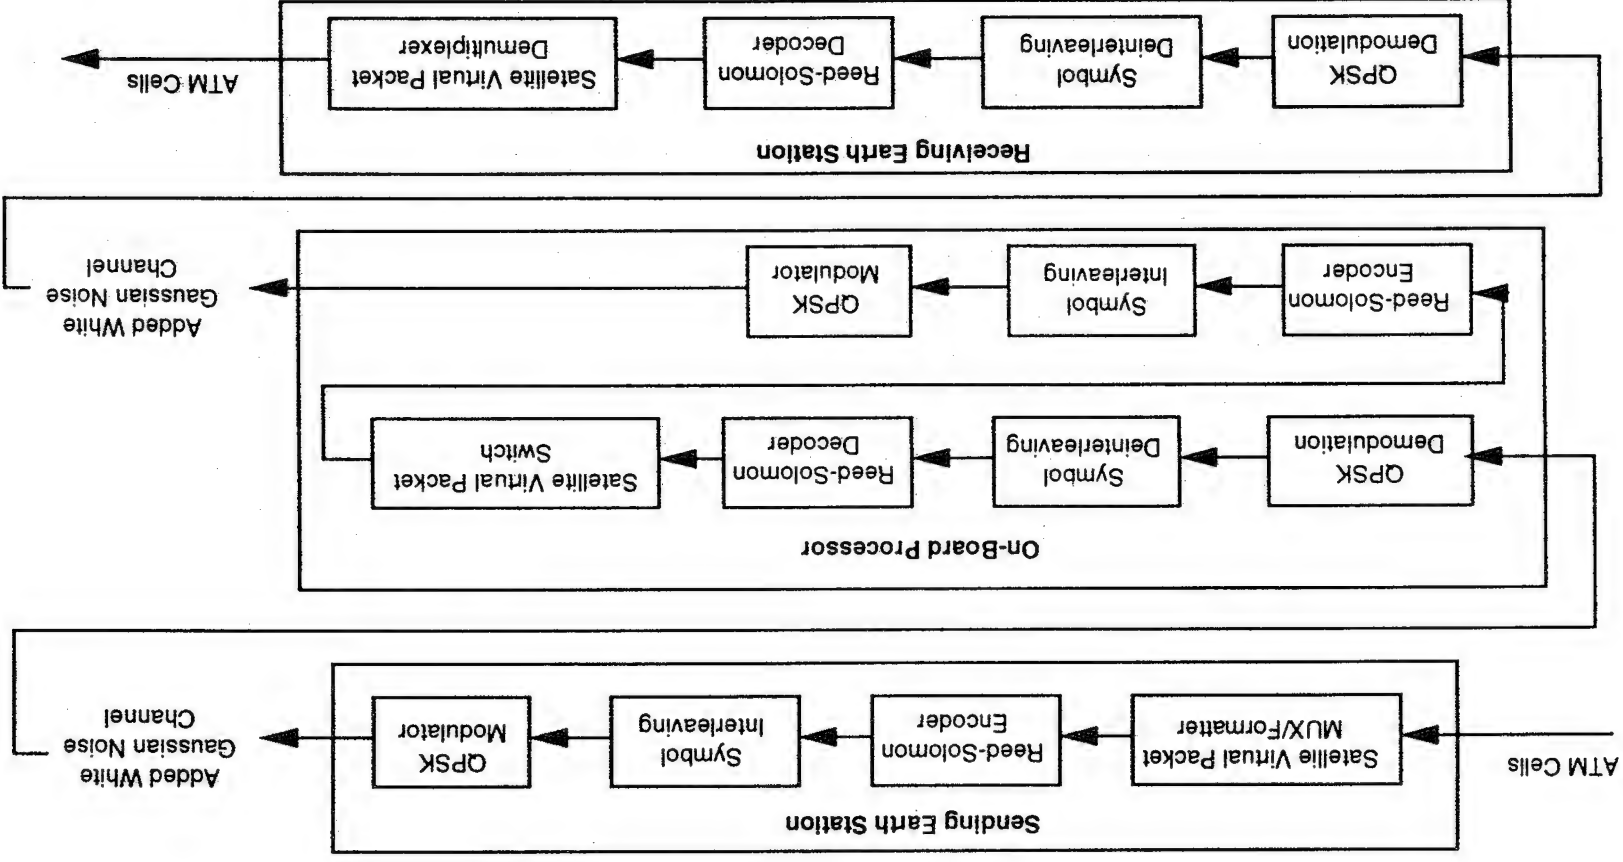 Sending Earth Station
ATM Cells
Satellite Virtual Packet
MUX/Formatter
Reed-Solomon
Encoder
Symbol
Interleaving
QPSK
Modulator
Added White
Gaussian Noise
Channel
On-Board Processor
QPSK
Demodulation
Symbol
Deinterleaving
Reed-Solomon
Decoder
Satellite Virtual Packet
Switch
Reed-Solomon
Encoder
Symbol
Interleaving
QPSK
Modulator
Added White
Gaussian Noise
Channel
Receiving Earth Station
QPSK
Demodulation
Symbol
Deinterleaving
Reed-Solomon
Decoder
Satellite Virtual Packet
Demultiplexer
ATM Cells